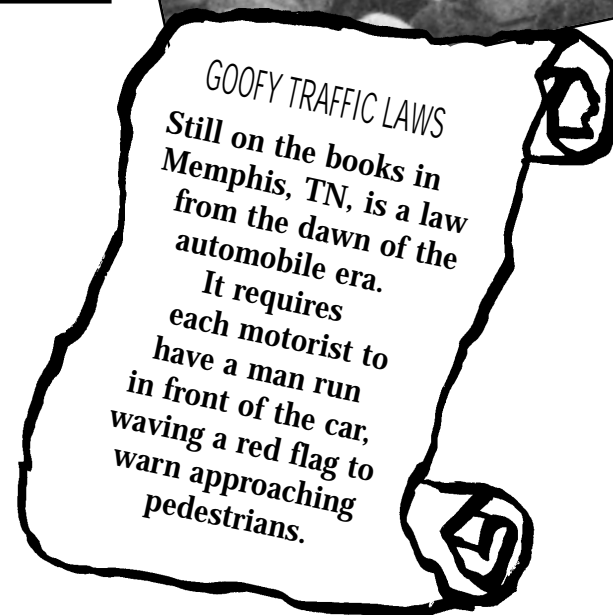 GOOFY TRAFFIC LAWS
Still on the books in
Memphis, TN, is a law
from the dawn of the
automobile era.
It requires
each motorist to
have a man run
in front of the car,
waving a red flag to
warn approaching
pedestrians.